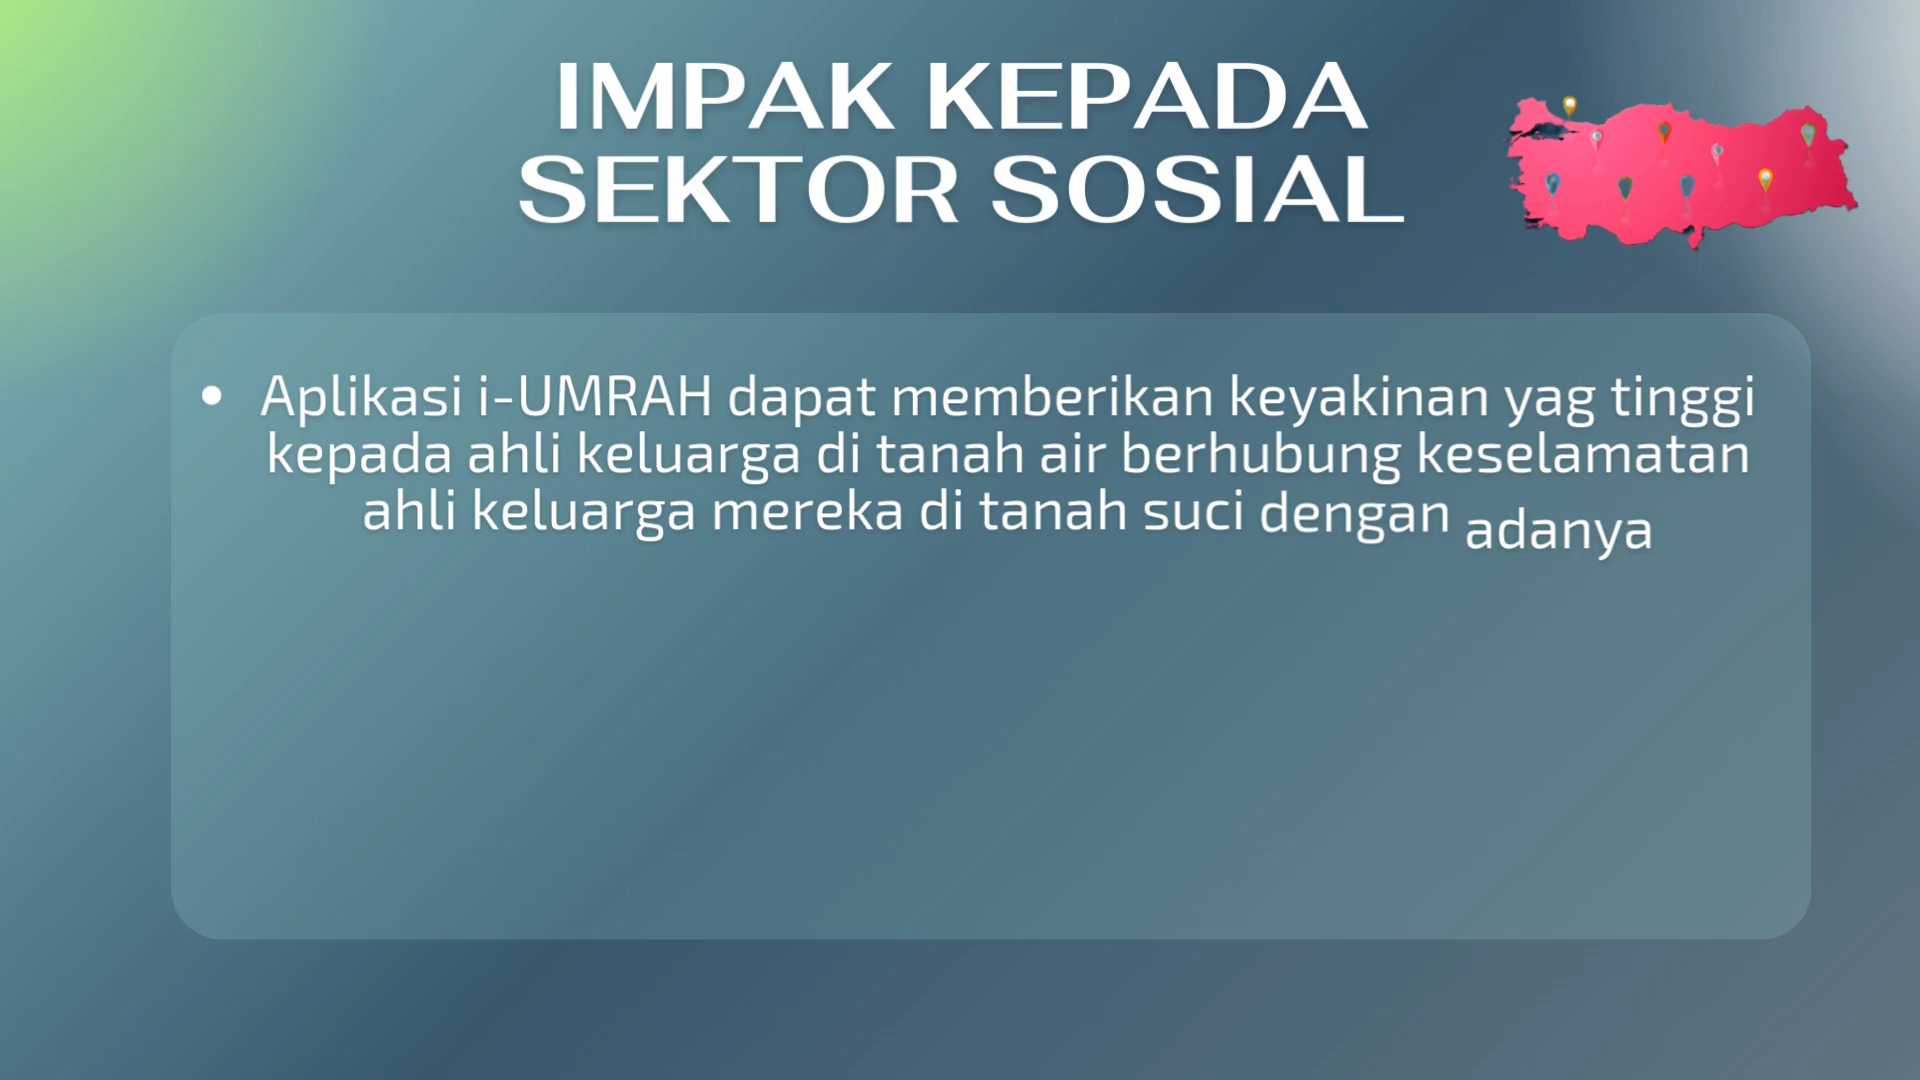 IMPAK KEPADA
SEKTOR SOSIAL
• Aplikasi i-UMRAH dapat memberikan keyakinan yag tinggi
kepada ahli keluarga di tanah air berhubung keselamatan
ahli keluarga mereka di tanah suci dengan adanya